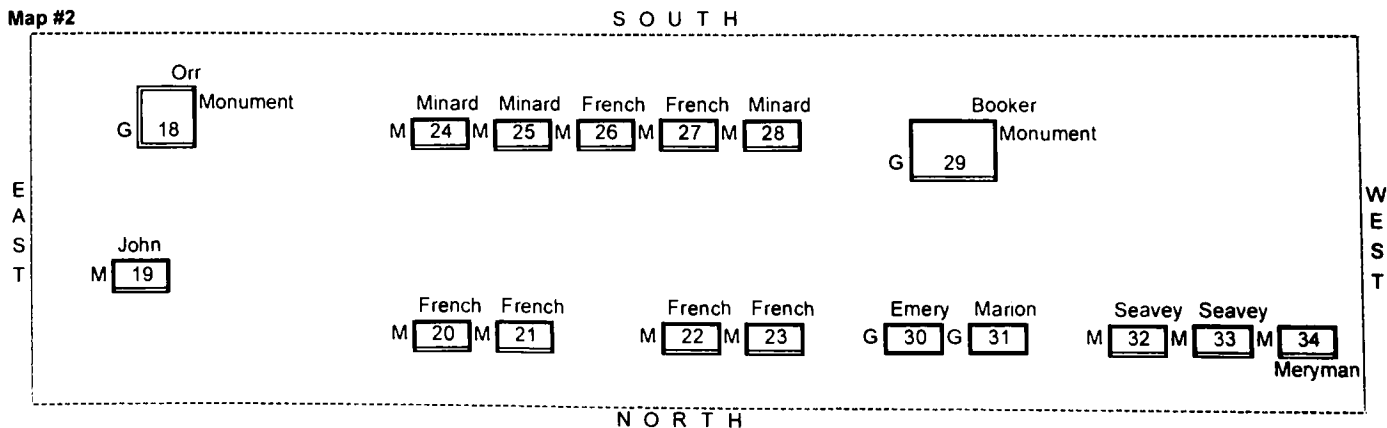 Map #2
S O U T H
Orr
Monument
G 18
Minard Minard French French Minard
M 24 M 25 M 26 M 27 M 28
Booker
Monument
G 29
E A S T
W E S T
John
M 19
French French French French Emery Marion Seavey Seavey
M 20 M 21 M 22 M 23 G 30 G 31 M 32 M 33 M 34
Meryman
N O R T H